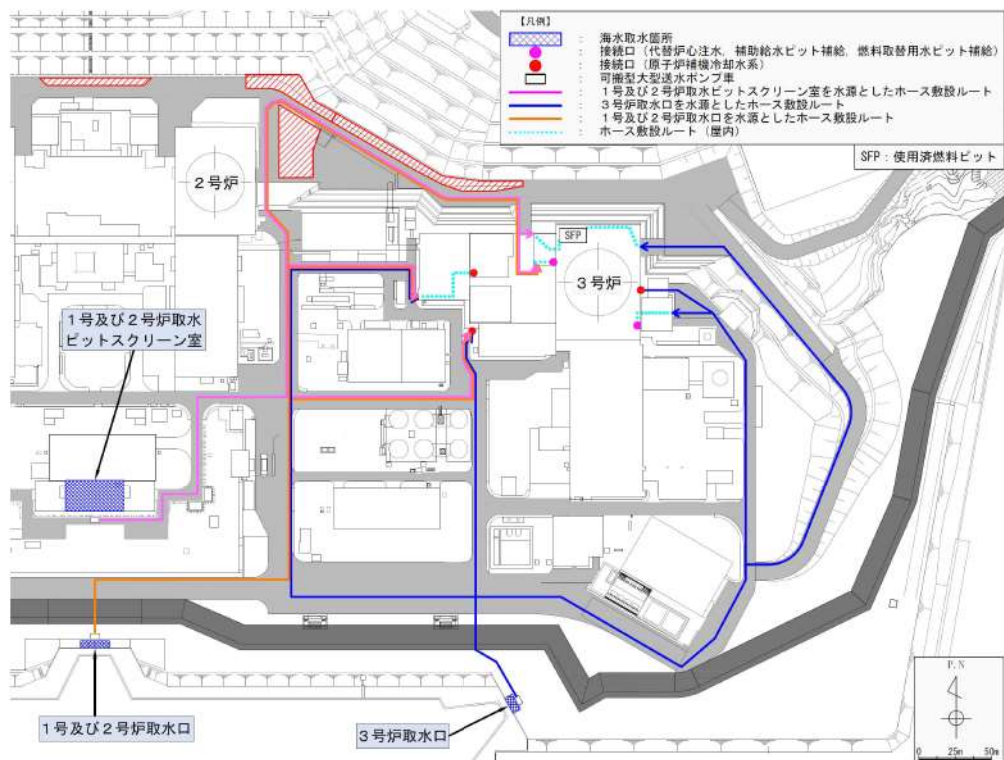 【凡例】
： 海水取水箇所
： 接続口（代替炉心注水，補助給水ピット補給，燃料取替用水ピット補給）
： 接続口（原子炉補機冷却水系）
： 可搬型大型送水ポンプ車
： １号及び２号炉取水ピットスクリーン室を水源としたホース敷設ルート
： ３号炉取水口を水源としたホース敷設ルート
： １号及び２号炉取水口を水源としたホース敷設ルート
： ホース敷設ルート（屋内）
SFP：使用済燃料ピット
２号炉
SFP
３号炉
１号及び２号炉取水
ピットスクリーン室
１号及び２号炉取水口
３号炉取水口
P.N
0 25m 50m